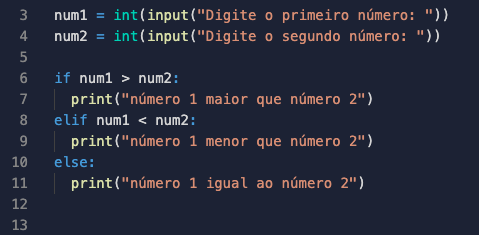 3 num1 = int(input("Digite o primeiro número: "))
4 num2 = int(input("Digite o segundo número: "))
5
6 if num1 > num2:
7 print("número 1 maior que número 2")
8 elif num1 < num2:
9 print("número 1 menor que número 2")
10 else:
11 print("número 1 igual ao número 2")
12
13